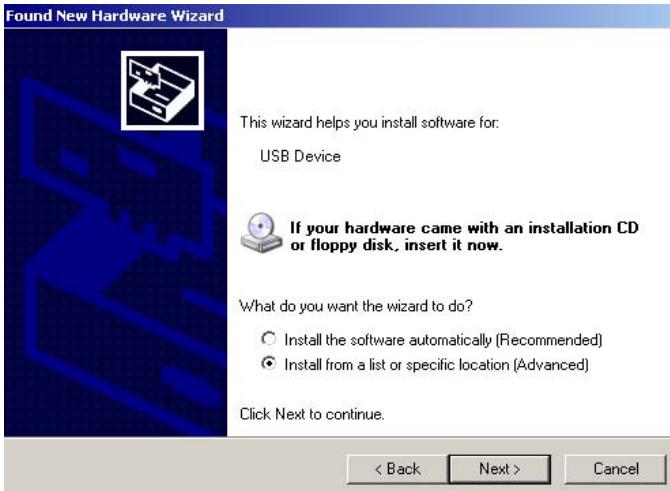 Found New Hardware Wizard
This wizard helps you install software for:
USB Device
If your hardware came with an installation CD
or floppy disk, insert it now.
What do you want the wizard to do?
Install the software automatically (Recommended)
Install from a list or specific location (Advanced)
Click Next to continue.
< Back
Next >
Cancel